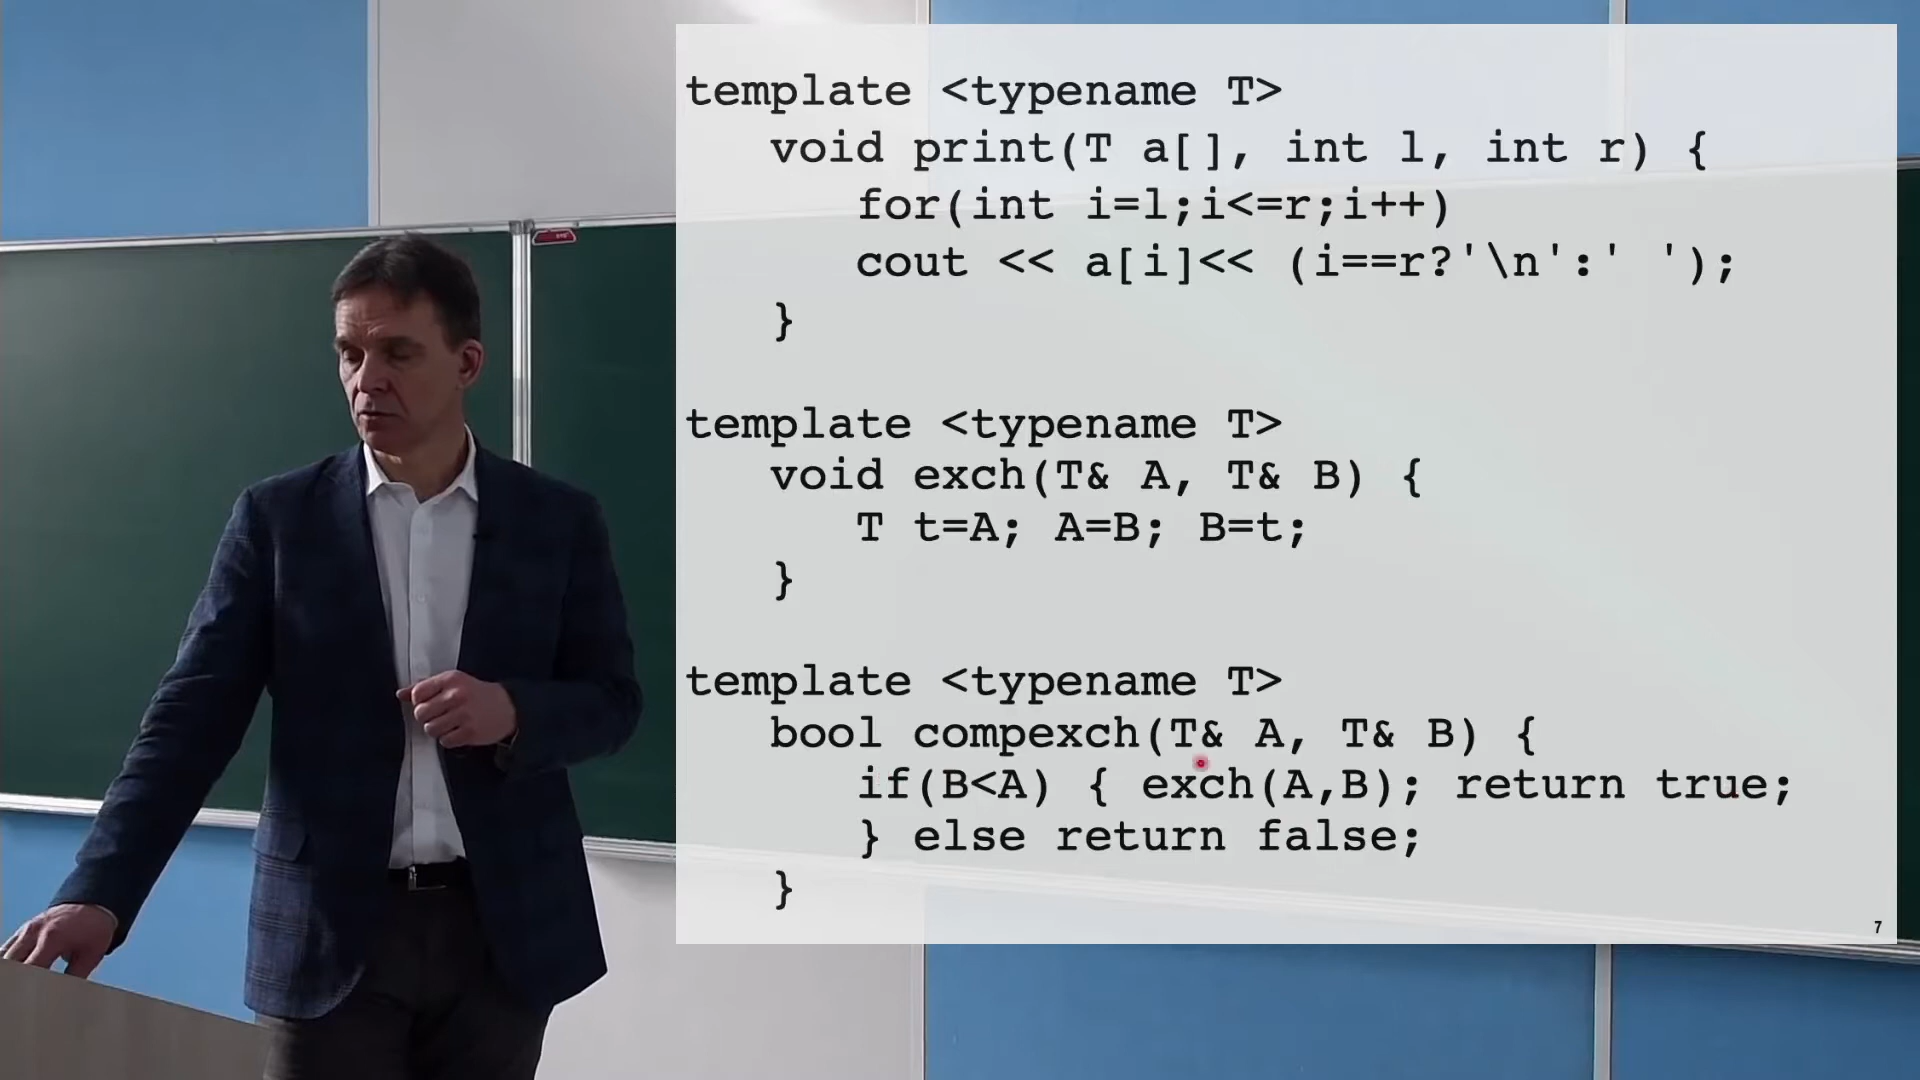 template <typename T>
void print(T a[], int l, int r) {
for(int i=l;i<=r;i++)
cout << a[i]<< (i==r?'\n':' ');
}
template <typename T>
void exch(T& A, T& B) {
T t=A; A=B; B=t;
}
template <typename T>
bool compexch(T& A, T& B) {
if(B<A) { exch(A,B); return true;
} else return false;
}
7